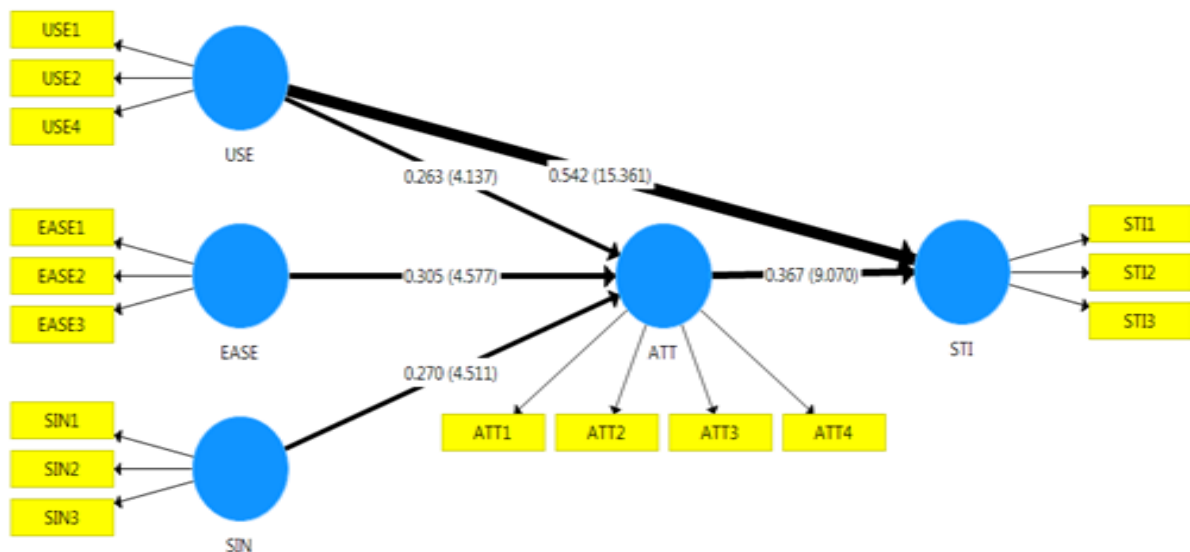 USE1
USE2
USE4
USE
0.263 (4.137)
0.542 (15.361)
EASE1
EASE2
EASE3
EASE
0.305 (4.577)
ATT
0.367 (9.070)
STI
STI1
STI2
STI3
0.270 (4.511)
ATT1
ATT2
ATT3
ATT4
SIN1
SIN2
SIN3
SIN